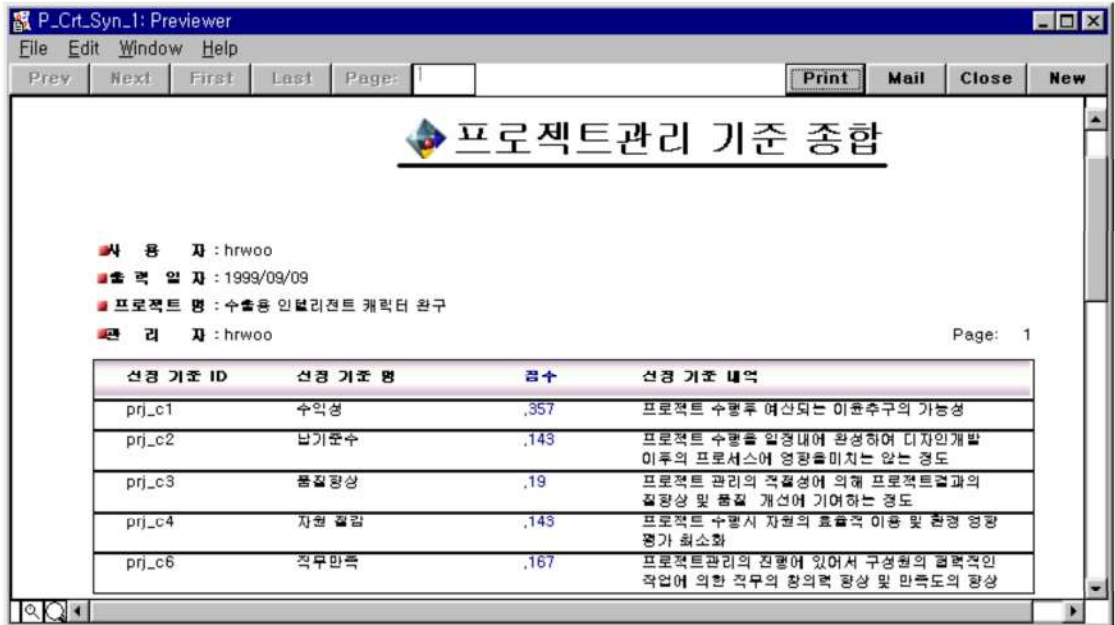 P_Crt_Syn_1: Previewer
File Edit Window Help
Prev Next First Last Page: 1 Print Mail Close New
프로젝트관리 기준 종합
사 용 자 : hrwoo
출 력 일 자 : 1999/09/09
프로젝트 명 : 수출용 인텔리전트 캐릭터 완구
관 리 자 : hrwoo
Page: 1
선정 기준 ID 선정 기준 명 점수 선정 기준 내역
prj_c1 수익성 ,357 프로젝트 수행후 예산되는 이윤추구의 가능성
prj_c2 납기준수 ,143 프로젝트 수행을 일정내에 완성하여 디자인개발
이후의 프로세스에 영향을미치는 않는 정도
prj_c3 품질향상 ,19 프로젝트 관리의 적절성에 의해 프로젝트결과의
질향상 및 품질 개선에 기여하는 정도
prj_c4 자원 절감 ,143 프로젝트 수행시 자원의 효율적 이용 및 환경 영향
평가 최소화
prj_c6 직무만족 ,167 프로젝트관리의 진행에 있어서 구성원의 협력적인
작업에 의한 직무의 창의력 향상 및 만족도의 향상